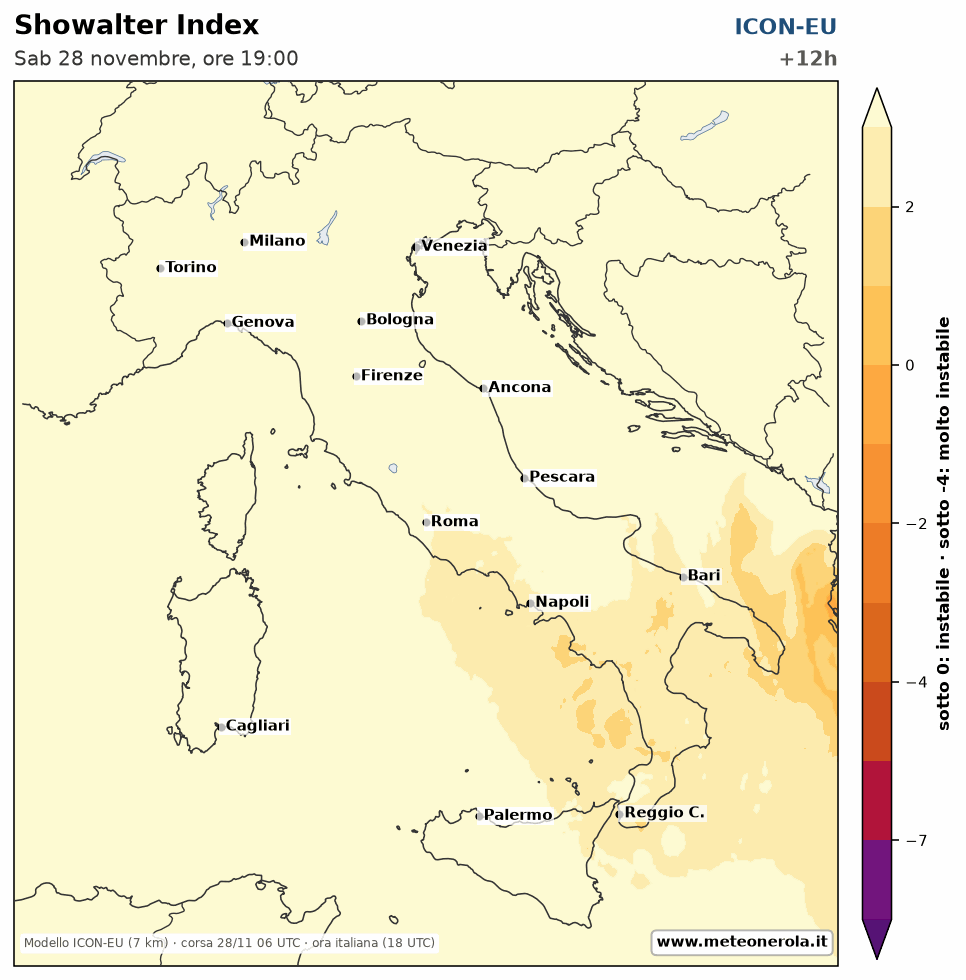 Showalter Index
ICON-EU
Sab 28 novembre, ore 19:00
+12h
Milano
Venezia
Torino
Genova
Bologna
Firenze
Ancona
Pescara
Roma
Bari
Napoli
Cagliari
Palermo
Reggio C.
2
0
−2
−4
−7
sotto 0: instabile · sotto -4: molto instabile
Modello ICON-EU (7 km) · corsa 28/11 06 UTC · ora italiana (18 UTC)
www.meteonerola.it